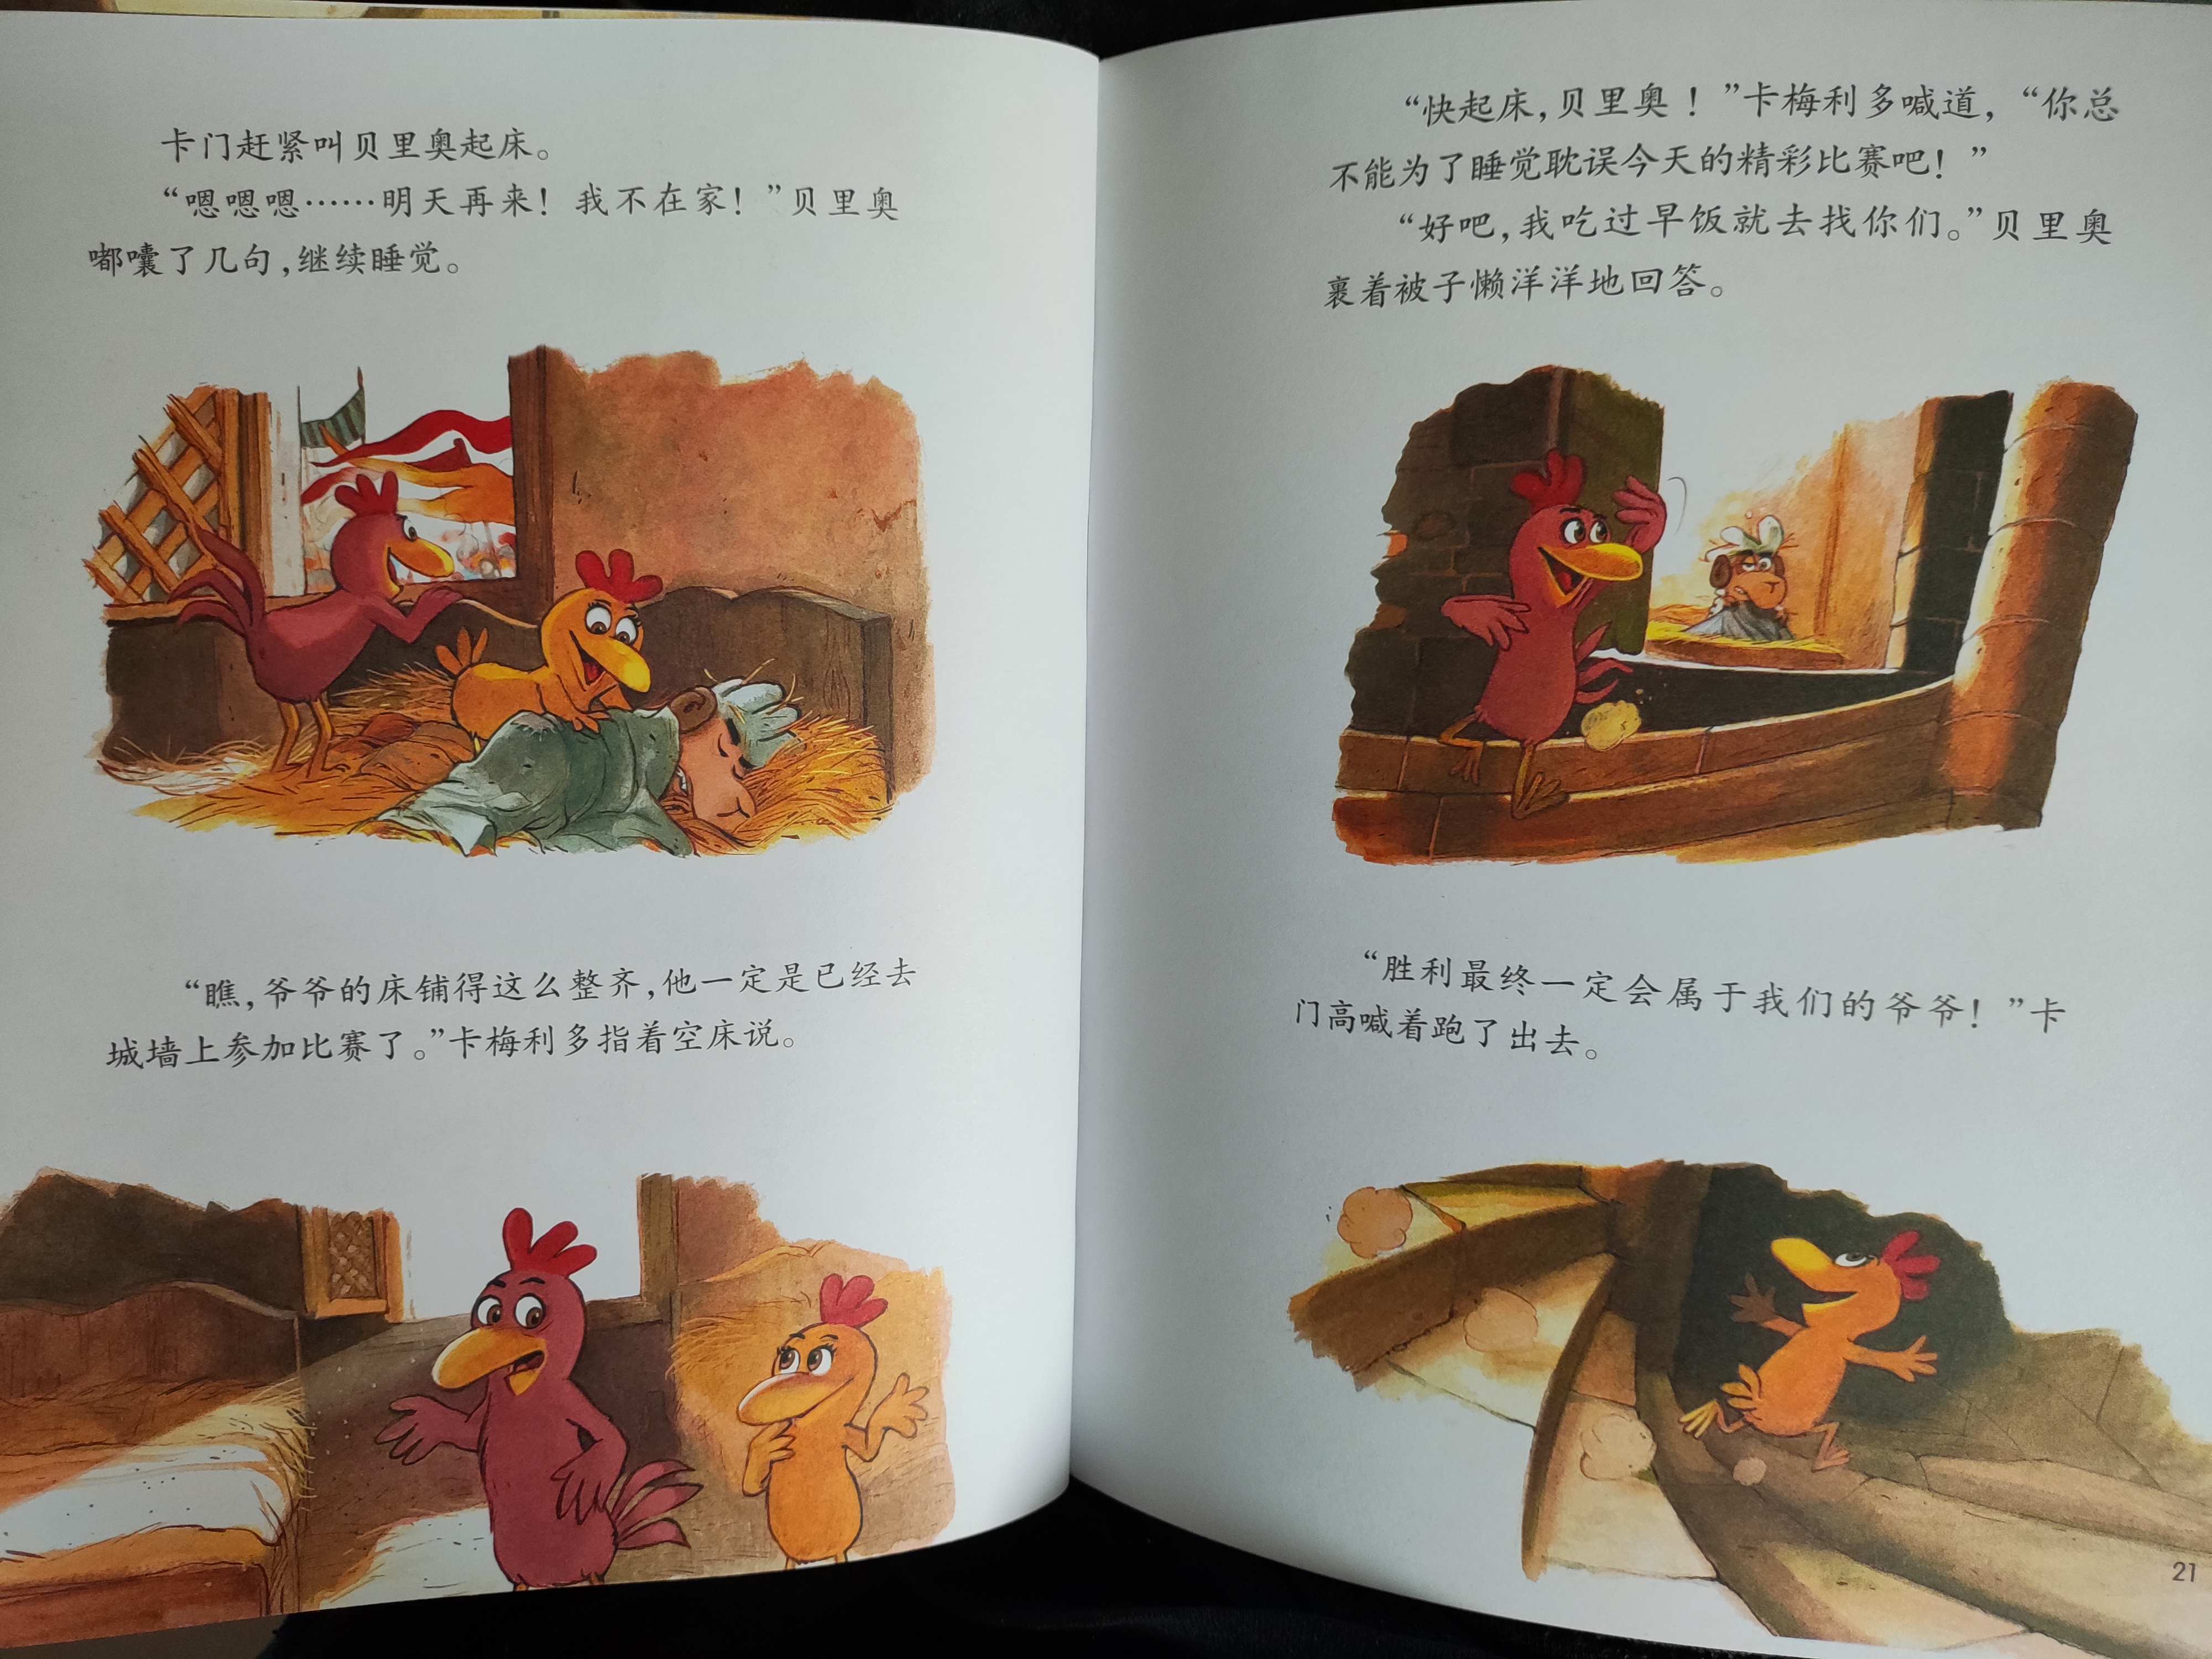 卡门赶紧叫贝里奥起床。
“嗯嗯嗯……明天再来！我不在家！”贝里奥
嘟囔了几句，继续睡觉。
“瞧，爷爷的床铺得这么整齐，他一定是已经去
城墙上参加比赛了。”卡梅利多指着空床说。
“快起床，贝里奥！”卡梅利多喊道，“你总
不能为了睡觉耽误今天的精彩比赛吧！”
“好吧，我吃过早饭就去找你们。”贝里奥
裹着被子懒洋洋地回答。
“胜利最终一定会属于我们的爷爷！”卡
门高喊着跑了出去。
21